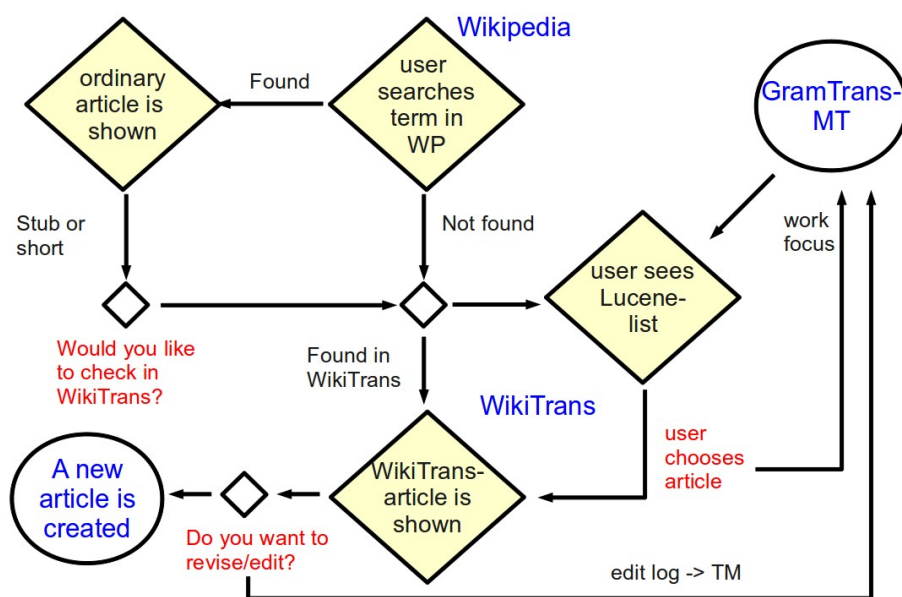 Wikipedia
ordinary
article is
shown
Found
user
searches
term in
WP
GramTrans-
MT
Stub or
short
Not found
work
focus
user sees
Lucene-
list
Would you like
to check in
WikiTrans?
Found in
WikiTrans
WikiTrans
user
chooses
article
A new
article is
created
WikiTrans-
article is
shown
Do you want to
revise/edit?
edit log -> TM